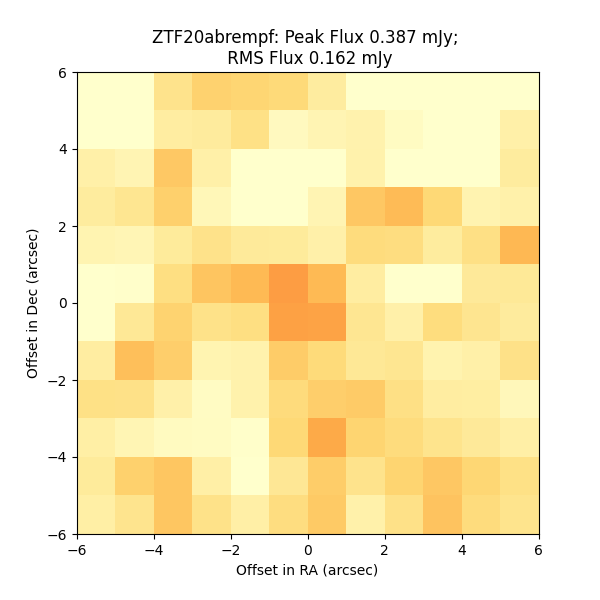 ZTF20abrempf: Peak Flux 0.387 mJy;
RMS Flux 0.162 mJy
6
4
2
0
−2
−4
−6
Offset in Dec (arcsec)
−6 −4 −2 0 2 4 6
Offset in RA (arcsec)